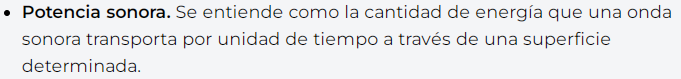 • Potencia sonora. Se entiende como la cantidad de energía que una onda
sonora transporta por unidad de tiempo a través de una superficie
determinada.